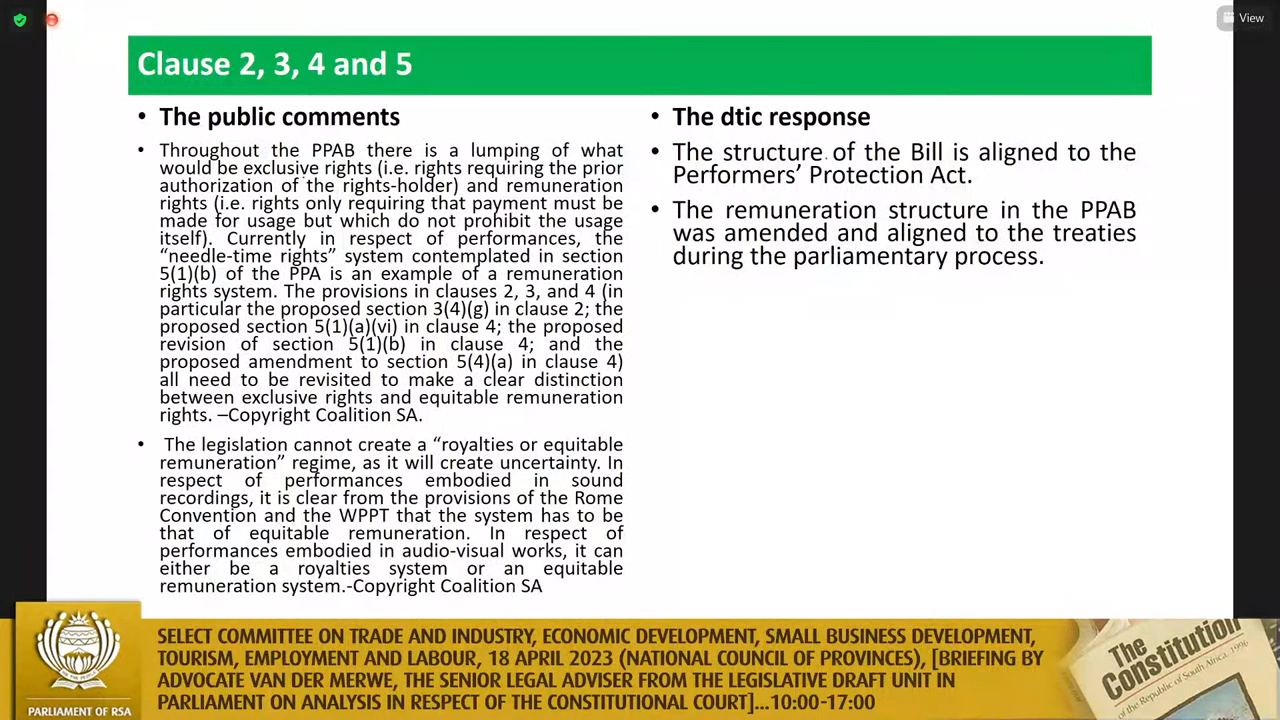 View
Clause 2, 3, 4 and 5
• The public comments
• Throughout the PPAB there is a lumping of what
would be exclusive rights (i.e. rights requiring the prior
authorization of the rights-holder) and remuneration
rights (i.e. rights only requiring that payment must be
made for usage but which do not prohibit the usage
itself). Currently in respect of performances, the
“needle-time rights” system contemplated in section
5(1)(b) of the PPA is an example of a remuneration
rights system. The provisions in clauses 2, 3, and 4 (in
particular the proposed section 3(4)(g) in clause 2; the
proposed section 5(1)(a)(vi) in clause 4; the proposed
revision of section 5(1)(b) in clause 4; and the
proposed amendment to section 5(4)(a) in clause 4)
all need to be revisited to make a clear distinction
between exclusive rights and equitable remuneration
rights. –Copyright Coalition SA.
• The legislation cannot create a “royalties or equitable
remuneration” regime, as it will create uncertainty. In
respect of performances embodied in sound
recordings, it is clear from the provisions of the Rome
Convention and the WPPT that the system has to be
that of equitable remuneration. In respect of
performances embodied in audio-visual works, it can
either be a royalties system or an equitable
remuneration system.-Copyright Coalition SA
• The dtic response
• The structure of the Bill is aligned to the
Performers’ Protection Act.
• The remuneration structure in the PPAB
was amended and aligned to the treaties
during the parliamentary process.
PARLIAMENT OF RSA
SELECT COMMITTEE ON TRADE AND INDUSTRY, ECONOMIC DEVELOPMENT, SMALL BUSINESS DEVELOPMENT,
TOURISM, EMPLOYMENT AND LABOUR, 18 APRIL 2023 (NATIONAL COUNCIL OF PROVINCES), [BRIEFING BY
ADVOCATE VAN DER MERWE, THE SENIOR LEGAL ADVISER FROM THE LEGISLATIVE DRAFT UNIT IN
PARLIAMENT ON ANALYSIS IN RESPECT OF THE CONSTITUTIONAL COURT]...10:00-17:00
The
Constitution
of the Republic of South Africa, 1996